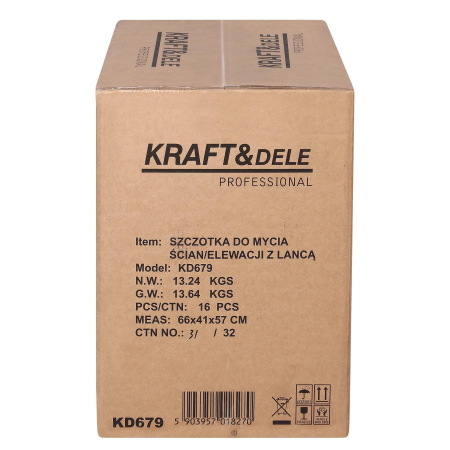 KRAFT&DELE
PROFESSIONAL
KRAFT&DELE
PROFESSIONAL
Item: SZCZOTKA DO MYCIA
ŚCIAN/ELEWACJI Z LANCĄ
Model: KD679
N.W.: 13.24 KGS
G.W.: 13.64 KGS
PCS/CTN: 16 PCS
MEAS: 66x41x57 CM
CTN NO.: 31 / 32
KD679
5 903957 018270